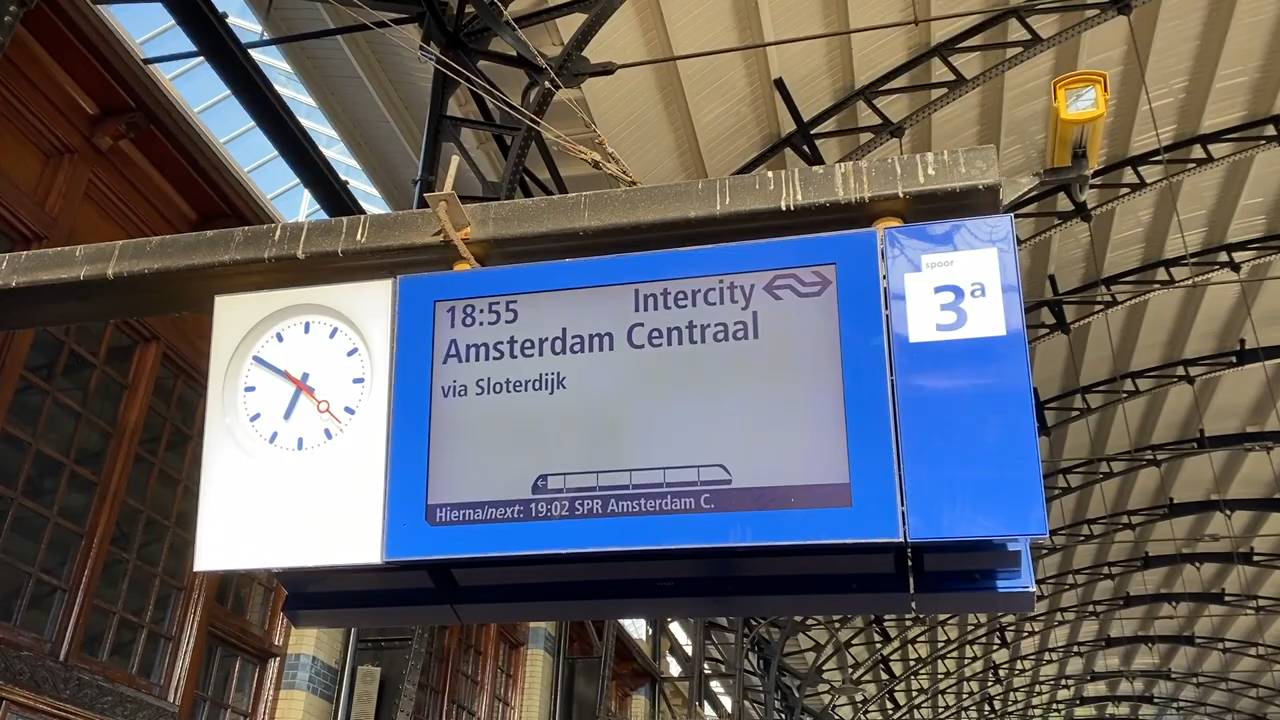 18:55
Intercity
Amsterdam Centraal
via Sloterdijk
Hierna/next: 19:02 SPR Amsterdam C.
spoor
3a